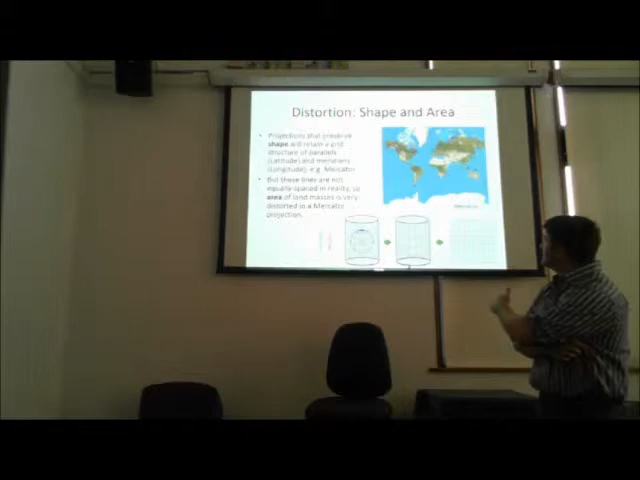 Distortion: Shape and Area
• Projections that preserve
shape will retain a grid
structure of parallels
(Latitude) and meridians
(Longitude), e.g. Mercator
• But these lines are not
equally spaced in reality, so
area of land masses is very
distorted in a Mercator
projection.